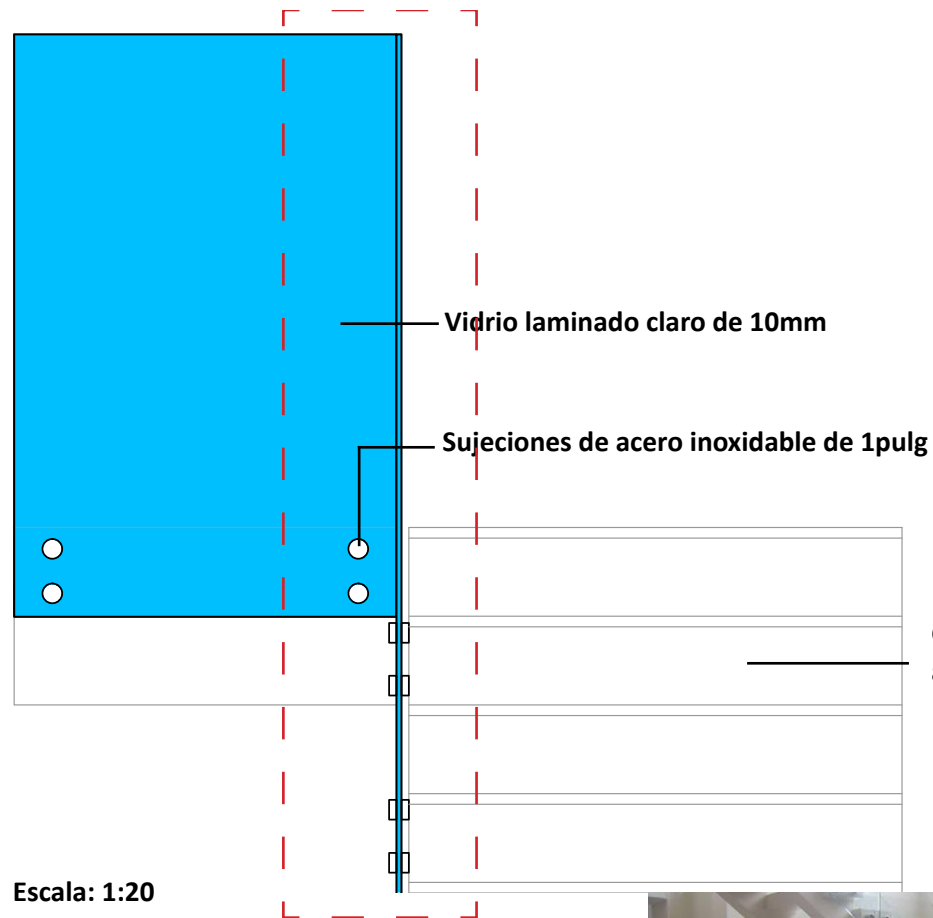 Vidrio laminado claro de 10mm
Sujeciones de acero inoxidable de 1pulg
Escala: 1:20